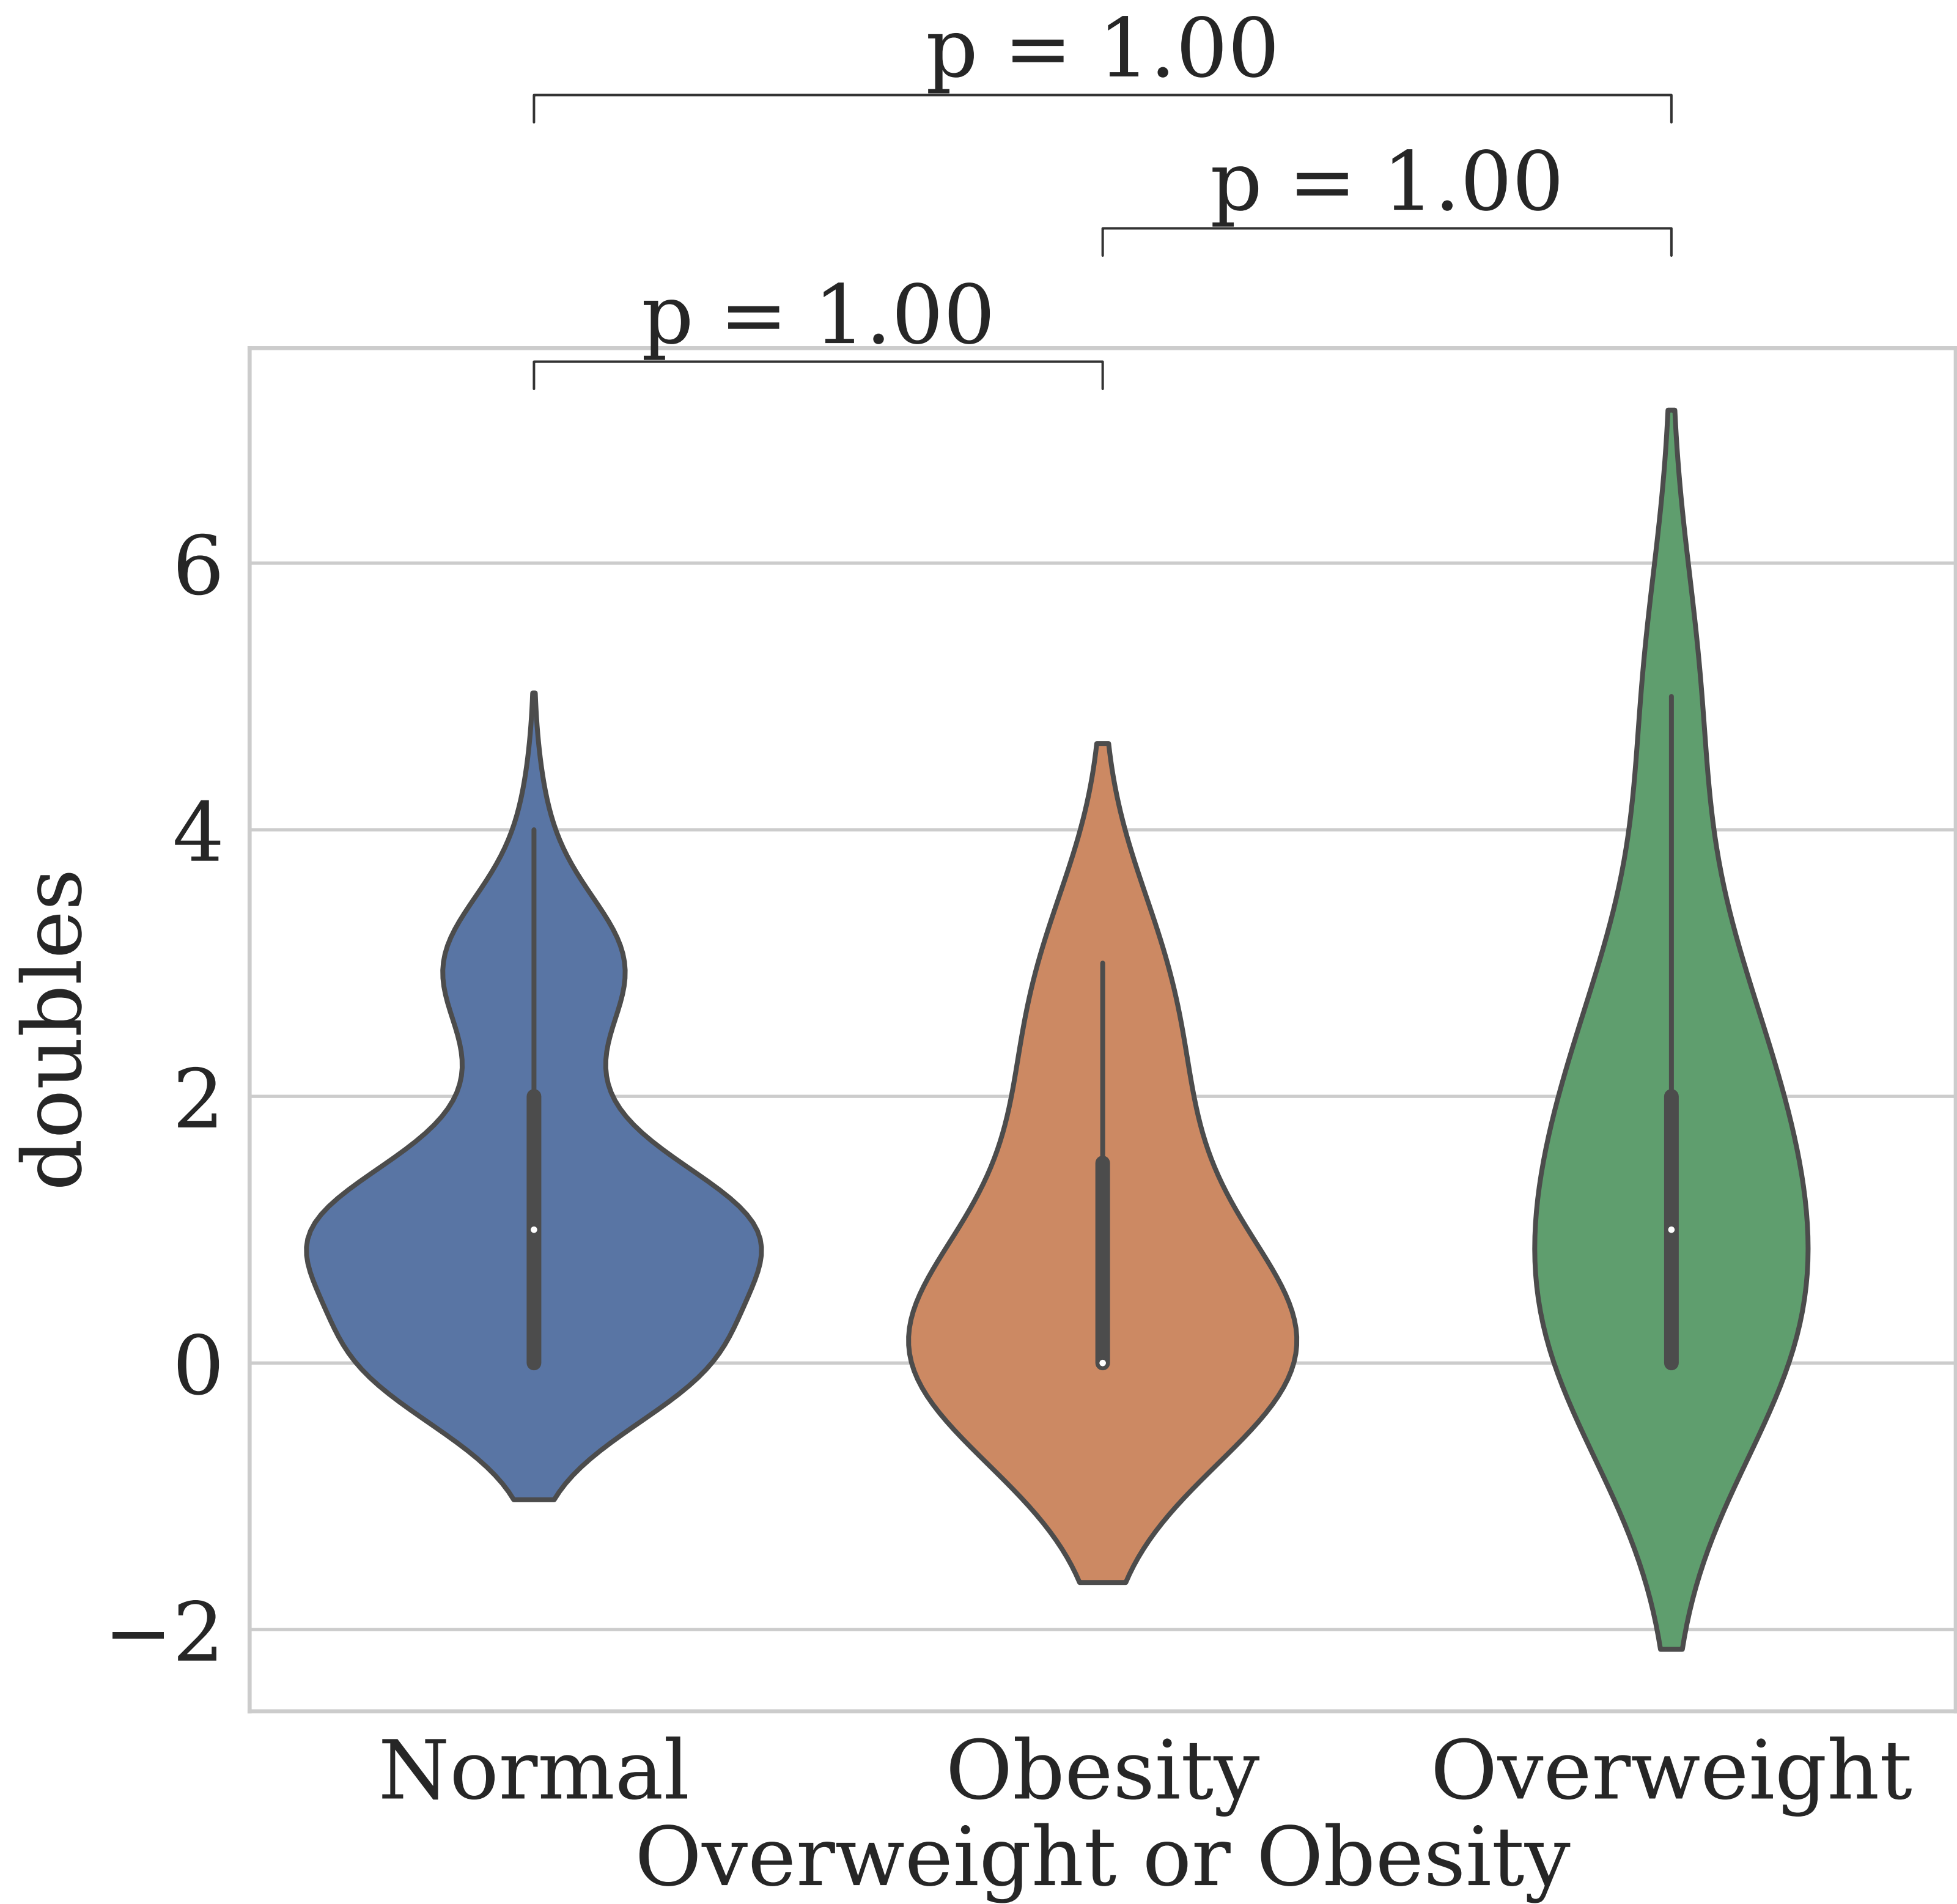 p = 1.00
p = 1.00
p = 1.00
6
4
2
0
−2
doubles
Normal Obesity Overweight
Overweight or Obesity